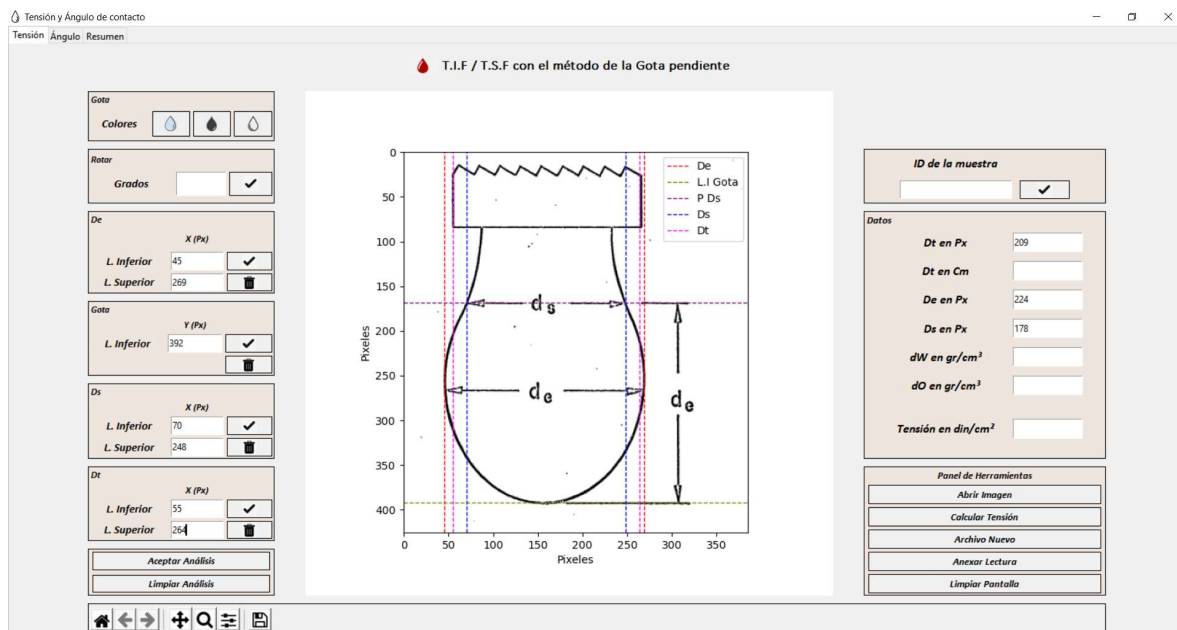 Tensión y Ángulo de contacto
Tensión Ángulo Resumen
T.I.F / T.S.F con el método de la Gota pendiente
Gota
Colores
Rotar
Grados
De
X (Px)
L. Inferior 45
L. Superior 269
Gota
Y (Px)
L. Inferior 392
Ds
X (Px)
L. Inferior 70
L. Superior 248
Dt
X (Px)
L. Inferior 55
L. Superior 264
Aceptar Análisis
Limpiar Análisis
De
L.I Gota
P Ds
Ds
Dt
0
50
100
150
200
250
300
350
400
Pixeles
0 50 100 150 200 250 300 350
Pixeles
ds
de
de
ID de la muestra
Datos
Dt en Px 209
Dt en Cm
De en Px 224
Ds en Px 178
dW en gr/cm³
dO en gr/cm³
Tensión en din/cm²
Panel de Herramientas
Abrir Imagen
Calcular Tensión
Archivo Nuevo
Anexar Lectura
Limpiar Pantalla